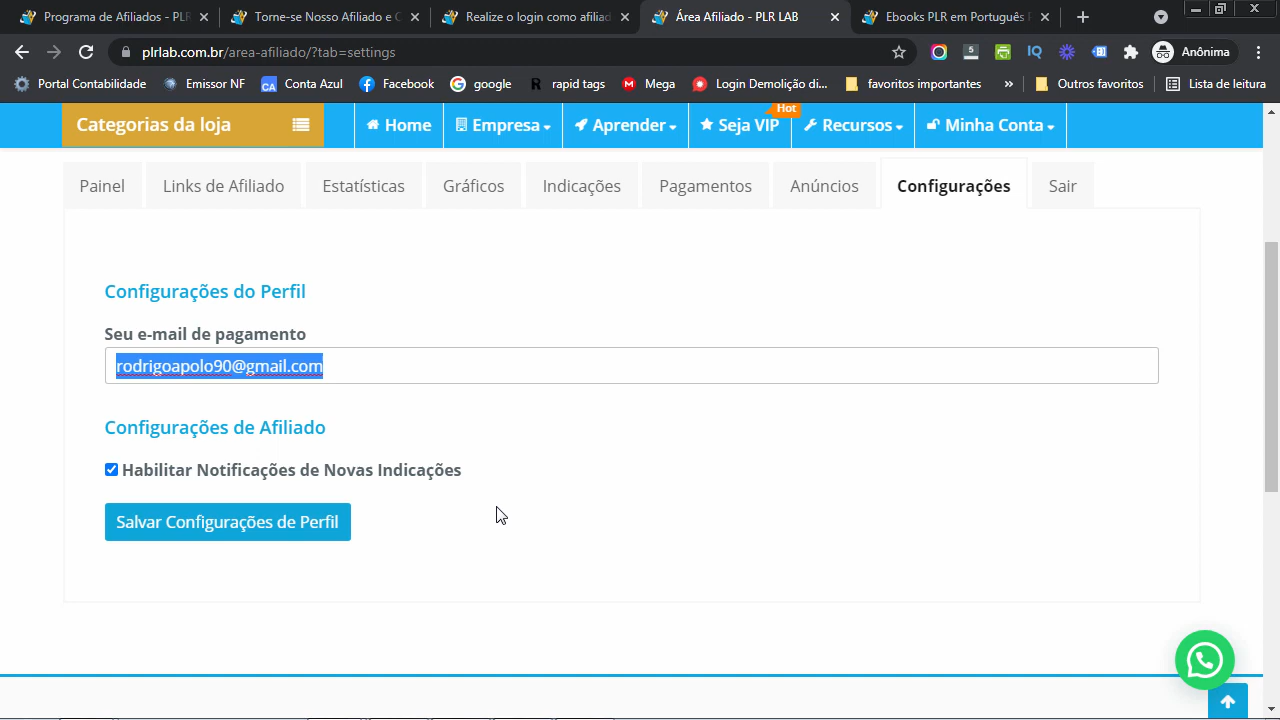 Programa de Afiliados - PLR
Torne-se Nosso Afiliado e C
Realize o login como afiliad
Área Afiliado - PLR LAB
Ebooks PLR em Português
plrlab.com.br/area-afiliado/?tab=settings
5
IQ
Anônima
Portal Contabilidade
Emissor NF
CA Conta Azul
Facebook
google
R rapid tags
M Mega
Login Demolição di...
favoritos importantes
»
Outros favoritos
Lista de leitura
Categorias da loja
Home
Empresa
Aprender
Seja VIP
Hot
Recursos
Minha Conta
Painel
Links de Afiliado
Estatísticas
Gráficos
Indicações
Pagamentos
Anúncios
Configurações
Sair
Configurações do Perfil
Seu e-mail de pagamento
rodrigoapolo90@gmail.com
Configurações de Afiliado
Habilitar Notificações de Novas Indicações
Salvar Configurações de Perfil